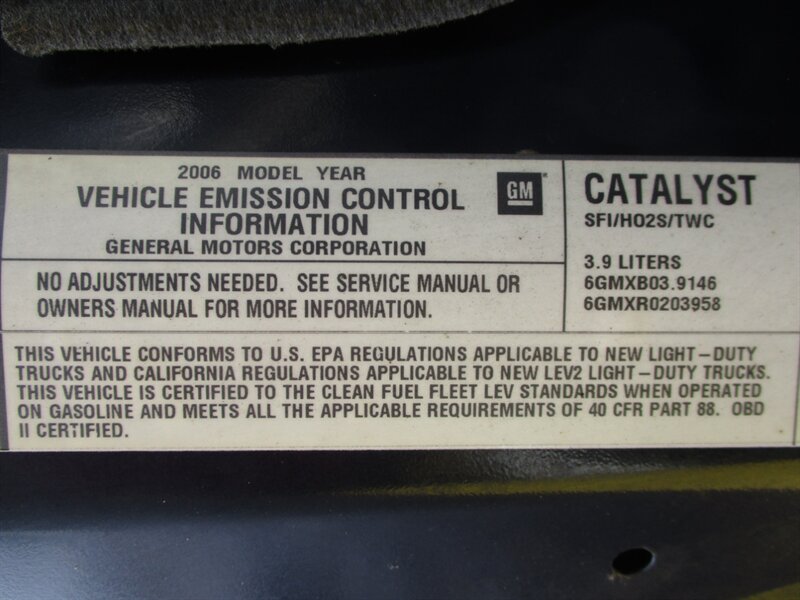 2006 MODEL YEAR
VEHICLE EMISSION CONTROL
INFORMATION
GENERAL MOTORS CORPORATION
GM
NO ADJUSTMENTS NEEDED. SEE SERVICE MANUAL OR
OWNERS MANUAL FOR MORE INFORMATION.
CATALYST
SFI/HO2S/TWC
3.9 LITERS
6GMXB03.9146
6GMXR0203958
THIS VEHICLE CONFORMS TO U.S. EPA REGULATIONS APPLICABLE TO NEW LIGHT-DUTY
TRUCKS AND CALIFORNIA REGULATIONS APPLICABLE TO NEW LEV2 LIGHT-DUTY TRUCKS.
THIS VEHICLE IS CERTIFIED TO THE CLEAN FUEL FLEET LEV STANDARDS WHEN OPERATED
ON GASOLINE AND MEETS ALL THE APPLICABLE REQUIREMENTS OF 40 CFR PART 88. OBD
II CERTIFIED.